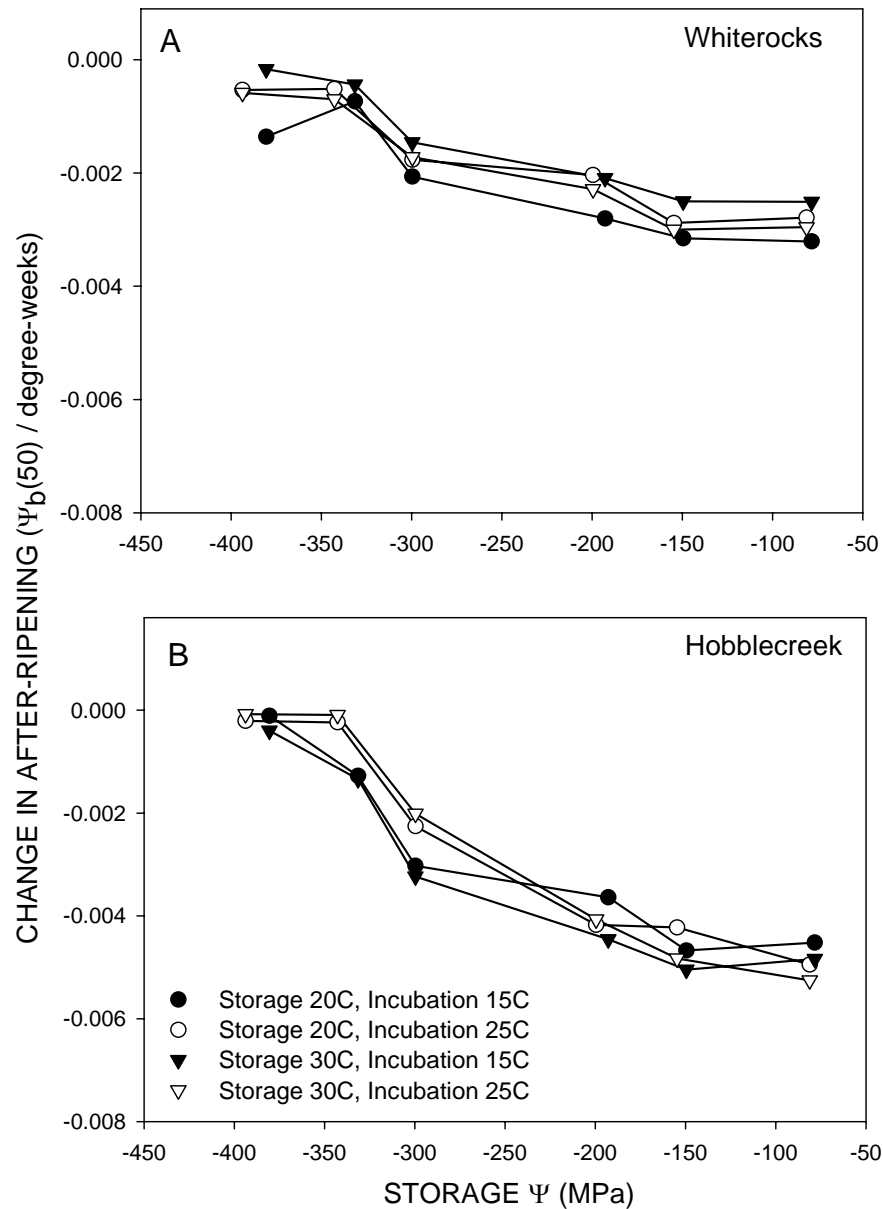 CHANGE IN AFTER-RIPENING (Ψb(50) / degree-weeks)
A
Whiterocks
0.000
-0.002
-0.004
-0.006
-0.008
-450 -400 -350 -300 -250 -200 -150 -100 -50
B
Hobblecreek
0.000
-0.002
-0.004
-0.006
-0.008
Storage 20C, Incubation 15C
Storage 20C, Incubation 25C
Storage 30C, Incubation 15C
Storage 30C, Incubation 25C
-450 -400 -350 -300 -250 -200 -150 -100 -50
STORAGE Ψ (MPa)